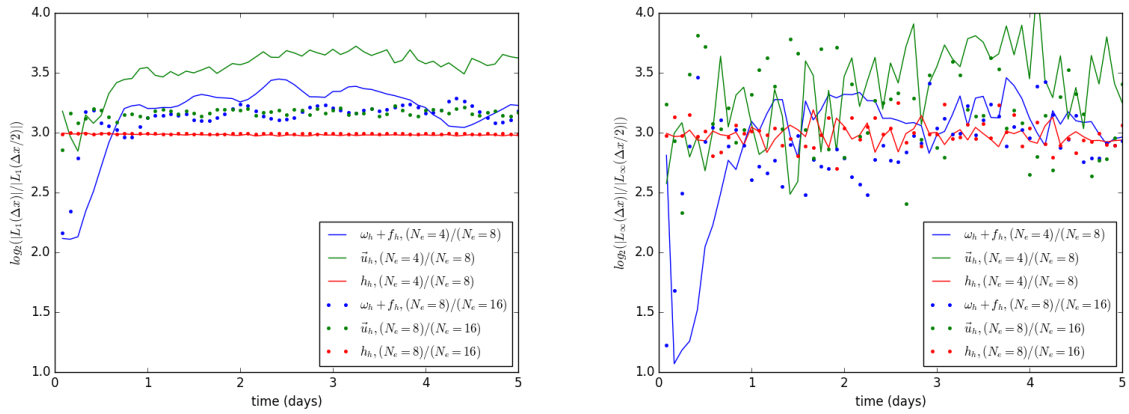 log₂(|L₁(Δx)|/|L₁(Δx/2)|)
4.0
3.5
3.0
2.5
2.0
1.5
1.0
0
1
2
3
4
5
time (days)
ω_h + f_h, (N_e = 4)/(N_e = 8)
u⃗_h, (N_e = 4)/(N_e = 8)
h_h, (N_e = 4)/(N_e = 8)
ω_h + f_h, (N_e = 8)/(N_e = 16)
u⃗_h, (N_e = 8)/(N_e = 16)
h_h, (N_e = 8)/(N_e = 16)
log₂(|L_∞(Δx)|/|L_∞(Δx/2)|)
4.0
3.5
3.0
2.5
2.0
1.5
1.0
0
1
2
3
4
5
time (days)
ω_h + f_h, (N_e = 4)/(N_e = 8)
u⃗_h, (N_e = 4)/(N_e = 8)
h_h, (N_e = 4)/(N_e = 8)
ω_h + f_h, (N_e = 8)/(N_e = 16)
u⃗_h, (N_e = 8)/(N_e = 16)
h_h, (N_e = 8)/(N_e = 16)